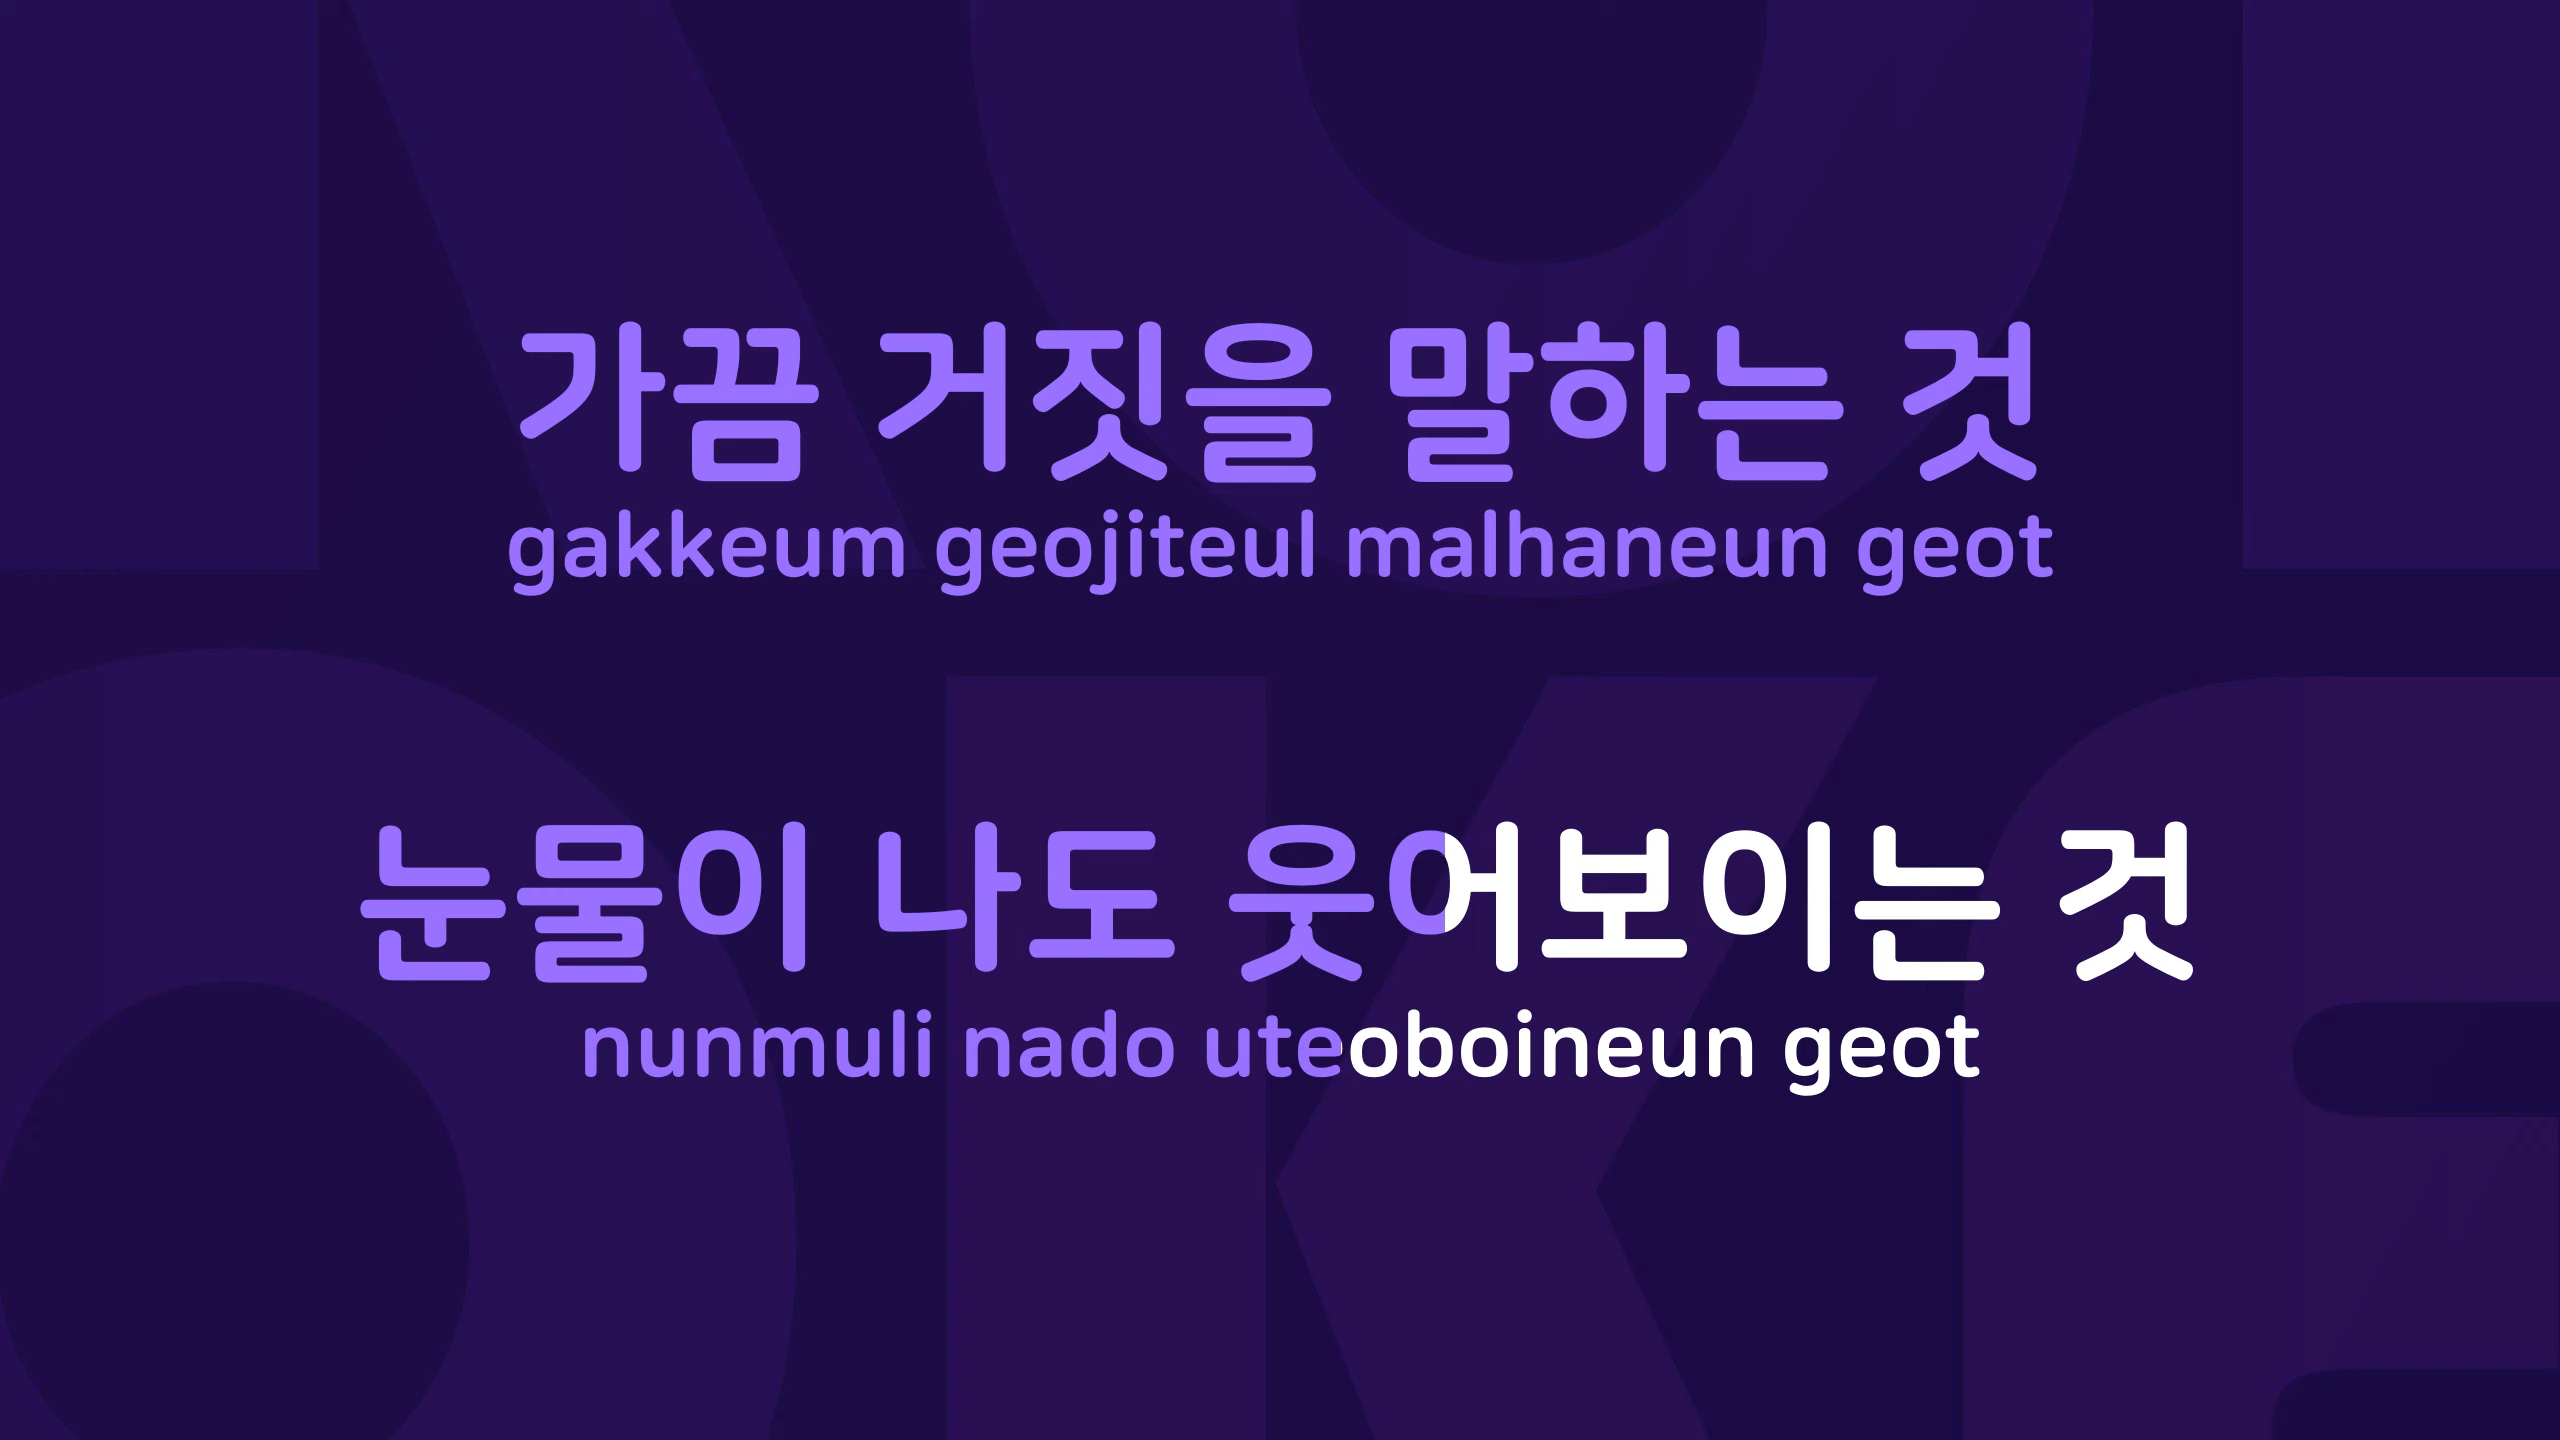 가끔 거짓을 말하는 것
gakkeum geojiteul malhaneun geot
눈물이 나도 웃어보이는 것
nunmuli nado uteoboineun geot